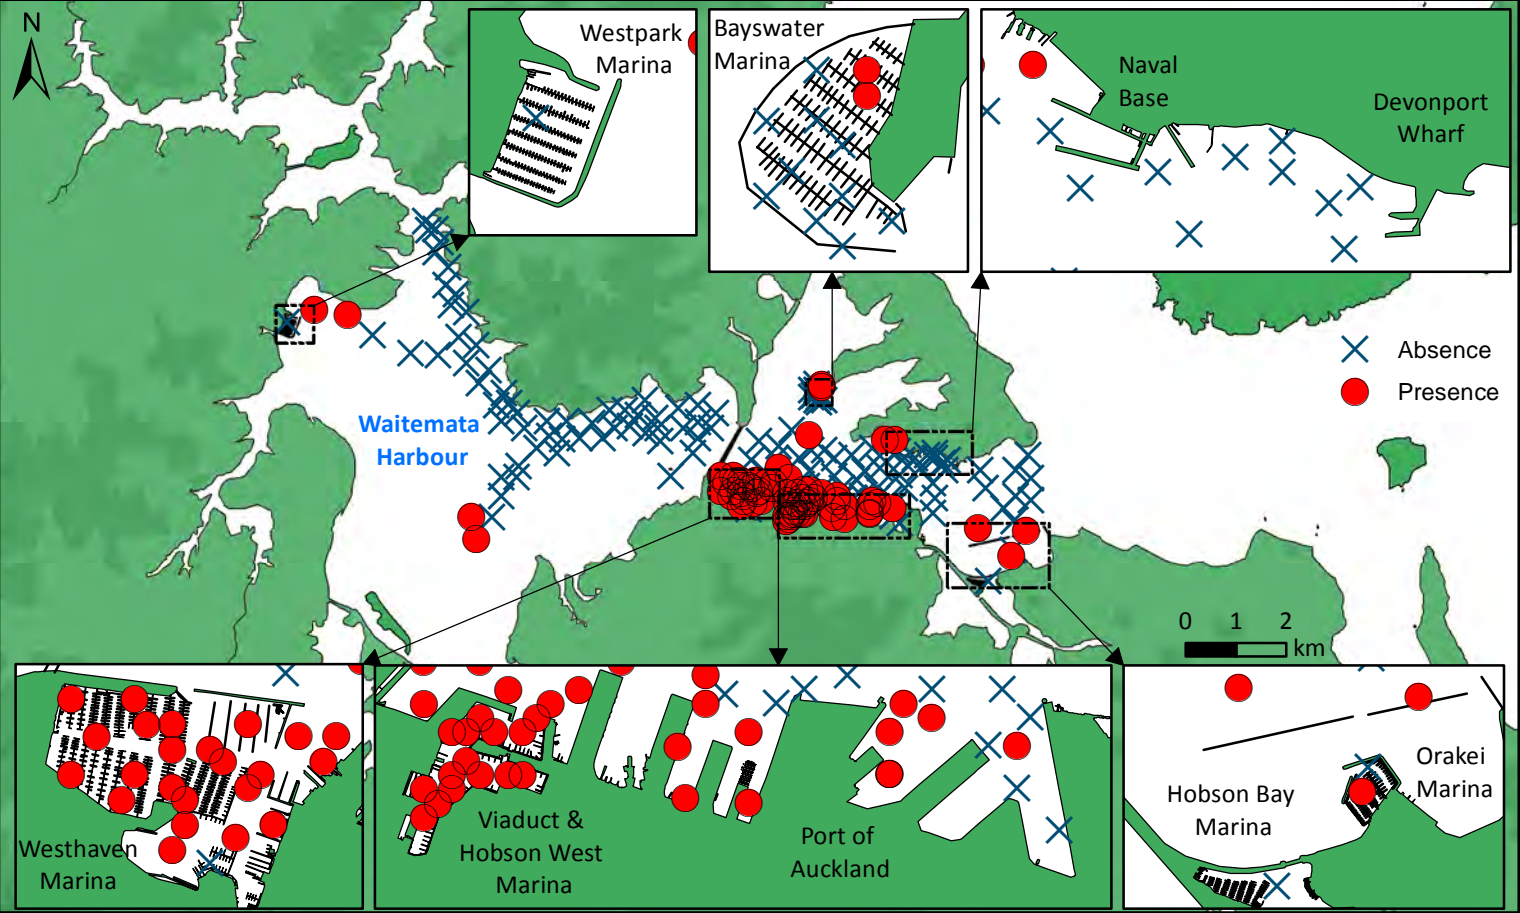 N
Westpark
Marina
Bayswater
Marina
Naval
Base
Devonport
Wharf
Absence
Presence
Waitemata
Harbour
0 1 2
km
Westhaven
Marina
Viaduct &
Hobson West
Marina
Port of
Auckland
Hobson Bay
Marina
Orakei
Marina